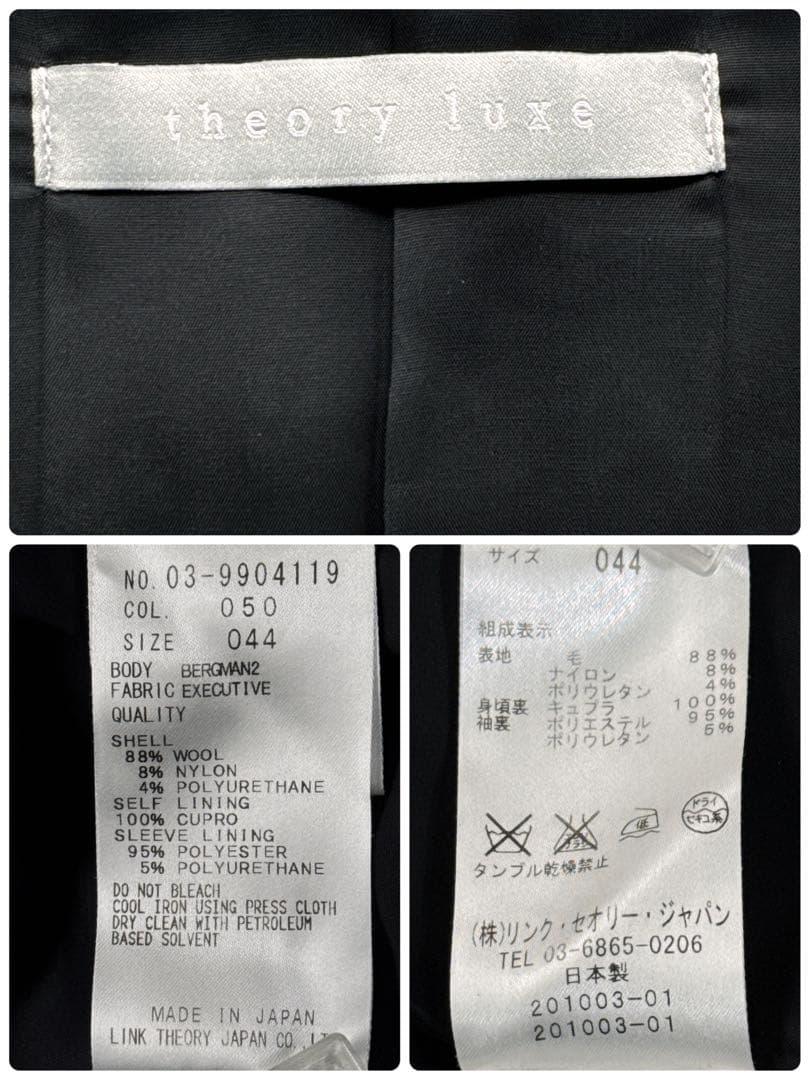 theory luxe
NO. 03-9904119
COL. 050
SIZE 044
BODY BERGMAN2
FABRIC EXECUTIVE
QUALITY
SHELL
88% WOOL
8% NYLON
4% POLYURETHANE
SELF LINING
100% CUPRO
SLEEVE LINING
95% POLYESTER
5% POLYURETHANE
DO NOT BLEACH
COOL IRON USING PRESS CLOTH
DRY CLEAN WITH PETROLEUM
BASED SOLVENT
MADE IN JAPAN
LINK THEORY JAPAN CO.,
サイズ 044
組成表示
表地 毛 88%
ナイロン 8%
ポリウレタン 4%
身頃裏 キュプラ 100%
袖裏 ポリエステル 95%
ポリウレタン 5%
低
ドライ
セキユ系
タンブル乾燥禁止
(株)リンク・セオリー・ジャパン
TEL 03-6865-0206
日本製
201003-01
201003-01